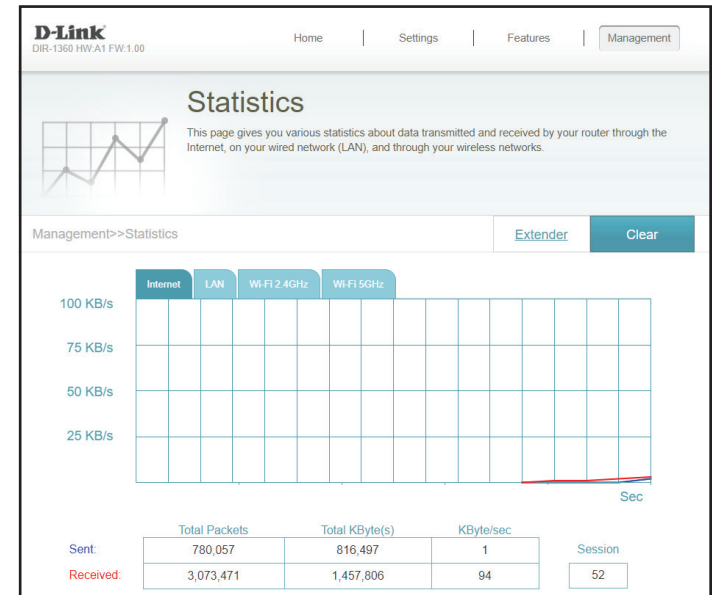 D-Link
DIR-1360 HW:A1 FW:1.00
Home | Settings | Features | Management
Statistics
This page gives you various statistics about data transmitted and received by your router through the
Internet, on your wired network (LAN), and through your wireless networks.
Management>>Statistics
Extender
Clear
Internet LAN Wi-Fi 2.4GHz Wi-Fi 5GHz
100 KB/s
75 KB/s
50 KB/s
25 KB/s
Sec
Total Packets Total KByte(s) KByte/sec
Sent: 780,057 816,497 1 Session
Received: 3,073,471 1,457,806 94 52